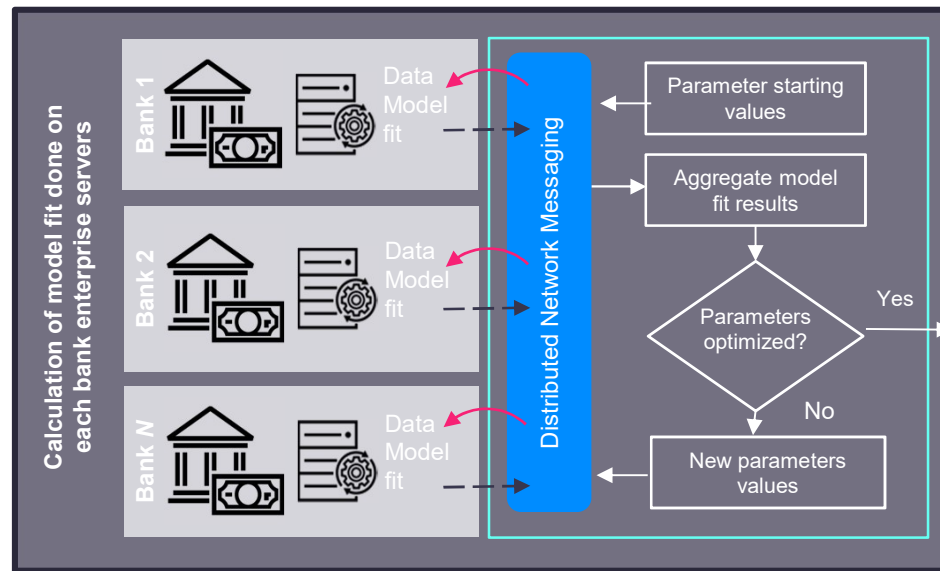 Calculation of model fit done on
each bank enterprise servers
Bank 1
Data
Model
fit
Bank 2
Data
Model
fit
Bank N
Data
Model
fit
Distributed Network Messaging
Parameter starting
values
Aggregate model
fit results
Parameters
optimized?
Yes
No
New parameters
values